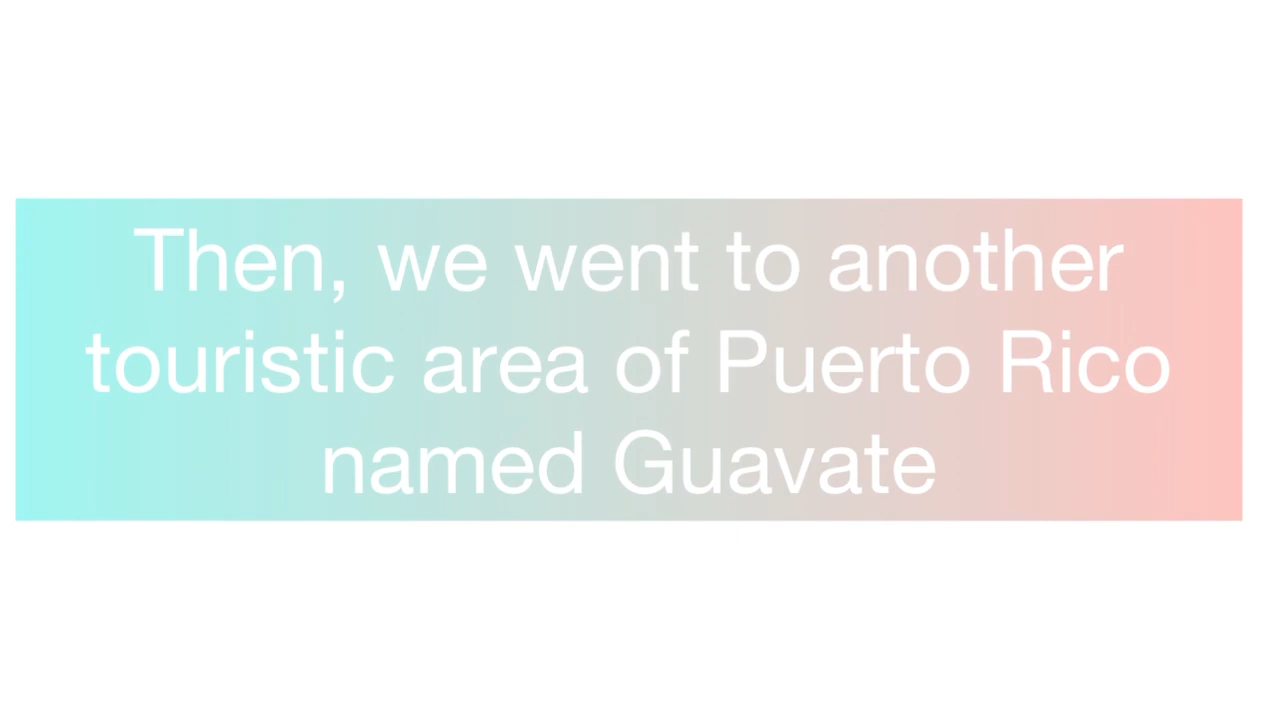 Then, we went to another
touristic area of Puerto Rico
named Guavate